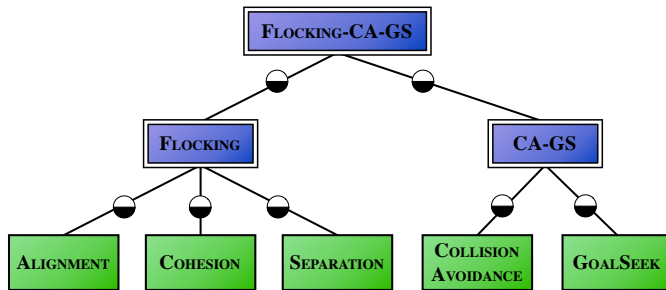 FLOCKING-CA-GS
FLOCKING
CA-GS
ALIGNMENT
COHESION
SEPARATION
COLLISION
AVOIDANCE
GOALSEEK